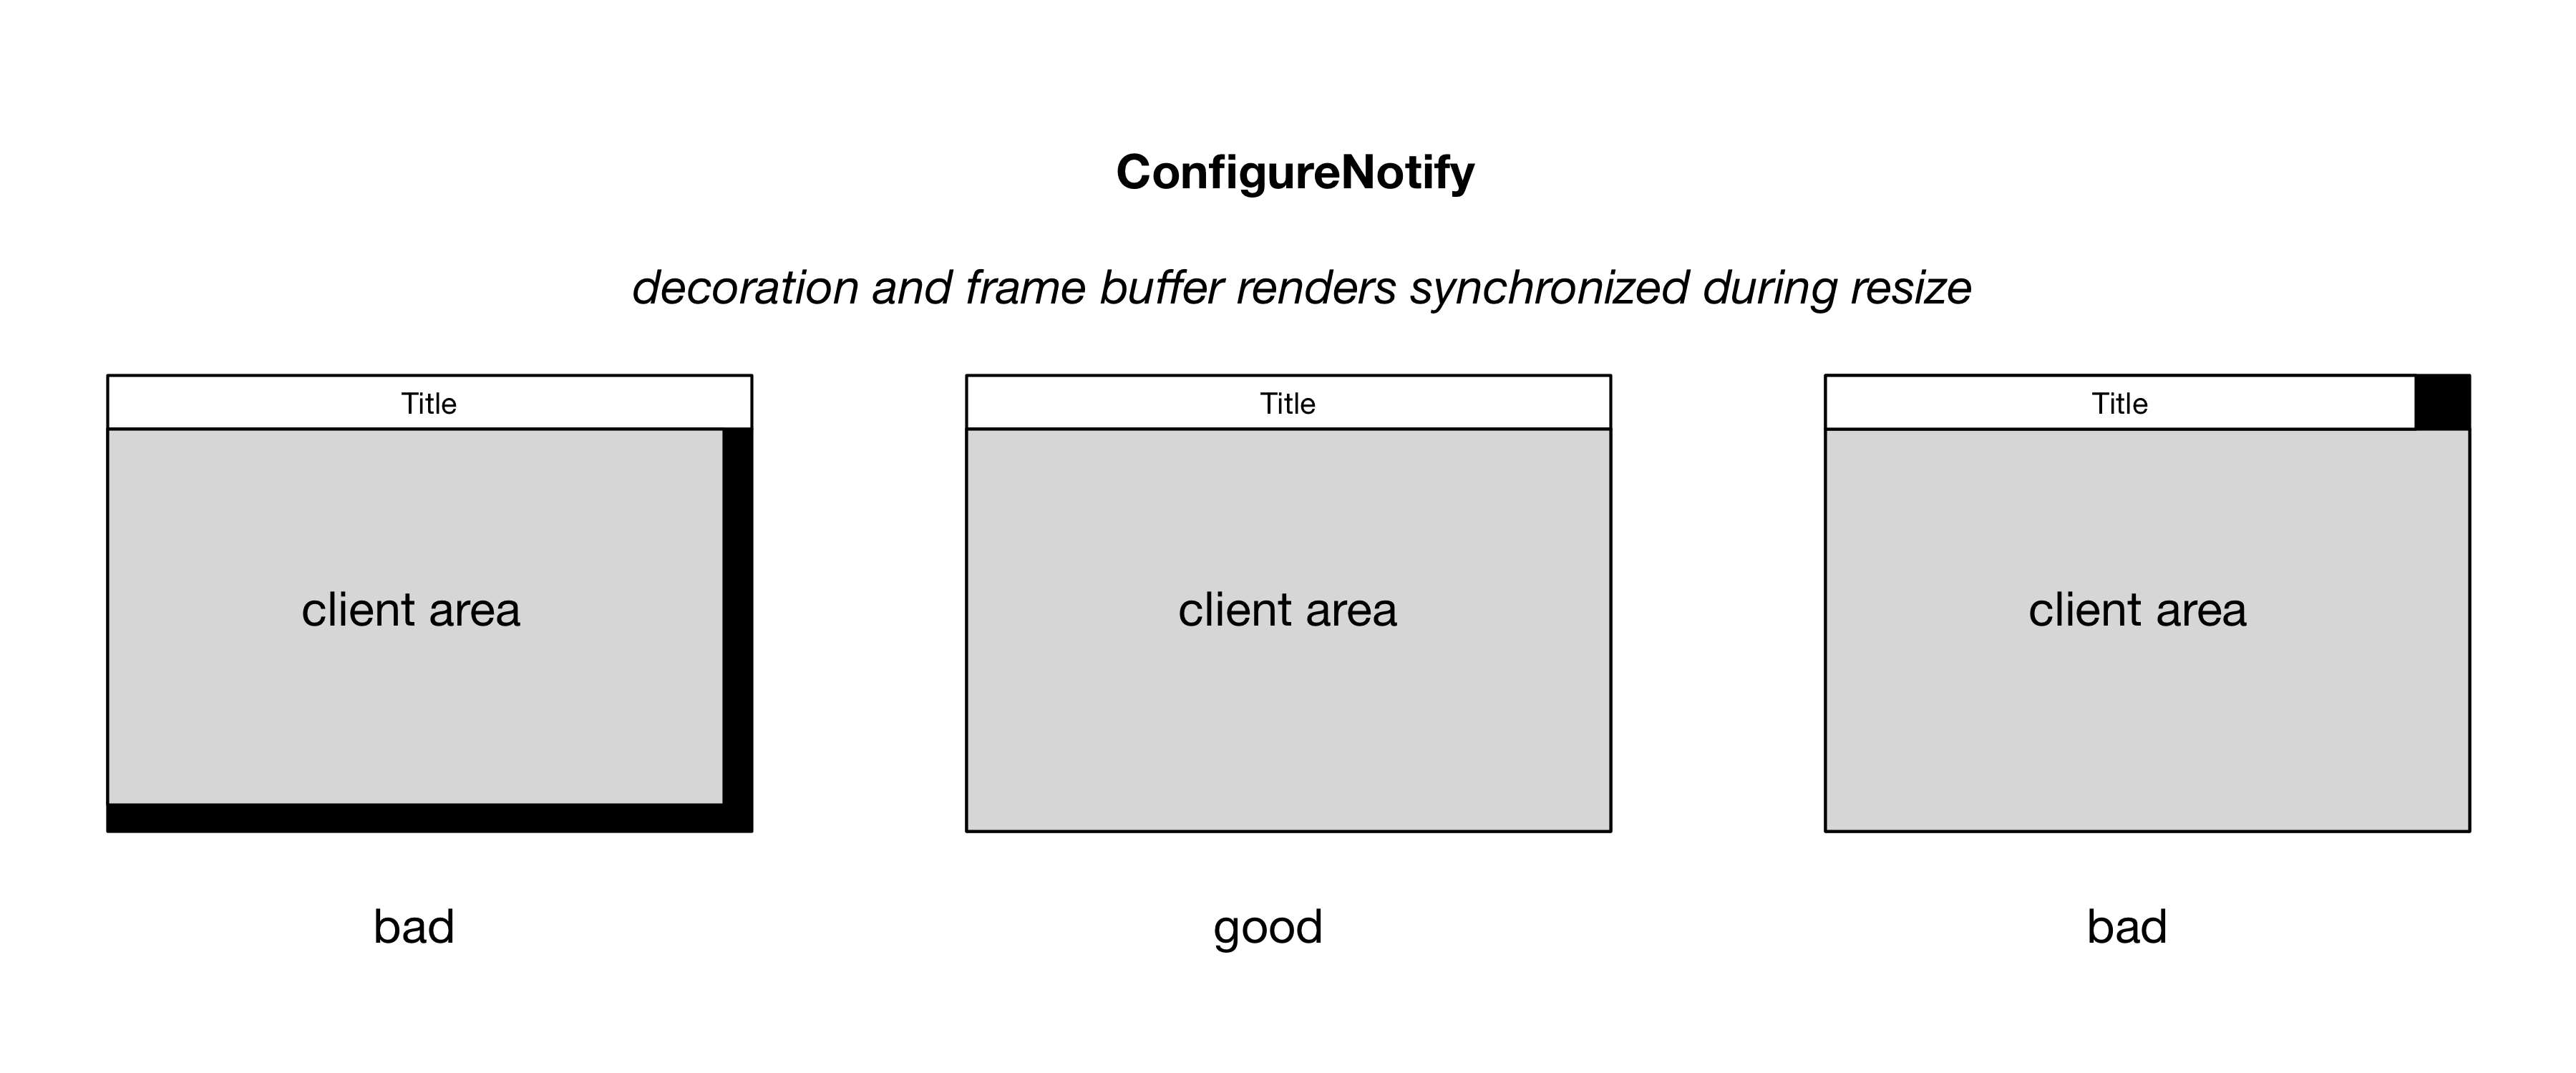 ConfigureNotify
decoration and frame buffer renders synchronized during resize
Title
client area
bad
Title
client area
good
Title
client area
bad